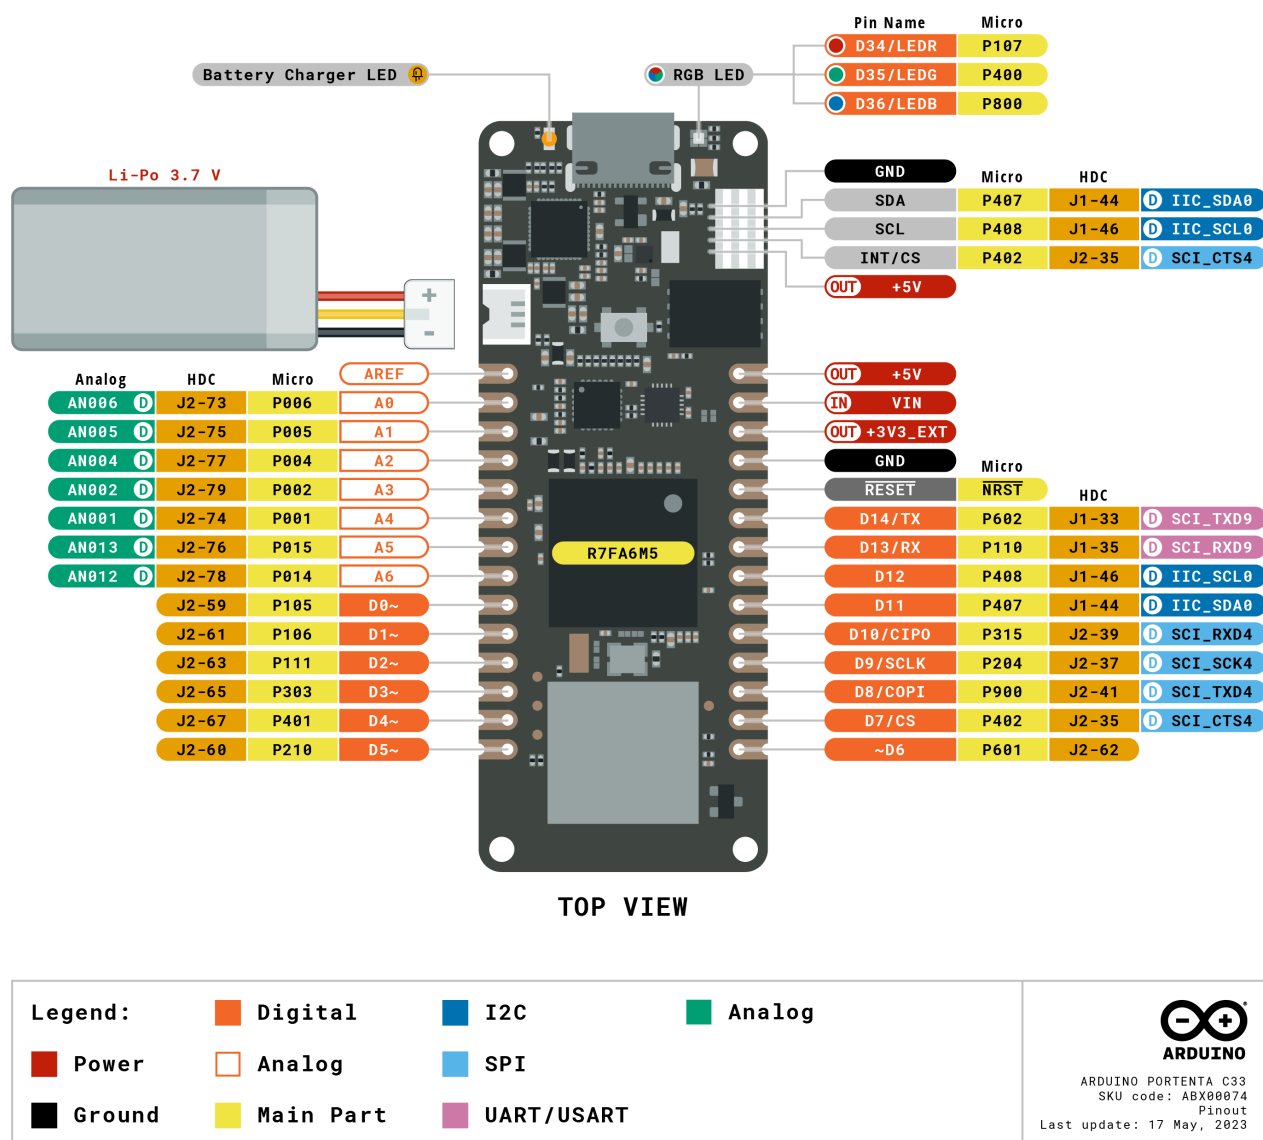 Pin Name Micro
D34/LEDR P107
Battery Charger LED RGB LED D35/LEDG P400
D36/LEDB P800
Li-Po 3.7 V
+
-
GND
Micro HDC
SDA P407 J1-44 D IIC_SDA0
SCL P408 J1-46 D IIC_SCL0
INT/CS P402 J2-35 D SCI_CTS4
OUT +5V
Analog HDC Micro
AREF
AN006 D J2-73 P006 A0
AN005 D J2-75 P005 A1
AN004 D J2-77 P004 A2
AN002 D J2-79 P002 A3
AN001 D J2-74 P001 A4
AN013 D J2-76 P015 A5
AN012 D J2-78 P014 A6
J2-59 P105 D0~
J2-61 P106 D1~
J2-63 P111 D2~
J2-65 P303 D3~
J2-67 P401 D4~
J2-60 P210 D5~
R7FA6M5
OUT +5V
IN VIN
OUT +3V3_EXT
GND
Micro
RESET NRST
HDC
D14/TX P602 J1-33 D SCI_TXD9
D13/RX P110 J1-35 D SCI_RXD9
D12 P408 J1-46 D IIC_SCL0
D11 P407 J1-44 D IIC_SDA0
D10/CIPO P315 J2-39 D SCI_RXD4
D9/SCLK P204 J2-37 D SCI_SCK4
D8/COPI P900 J2-41 D SCI_TXD4
D7/CS P402 J2-35 D SCI_CTS4
~D6 P601 J2-62
TOP VIEW
Legend: Digital I2C Analog
Power Analog SPI
Ground Main Part UART/USART
ARDUINO
ARDUINO PORTENTA C33
SKU code: ABX00074
Pinout
Last update: 17 May, 2023